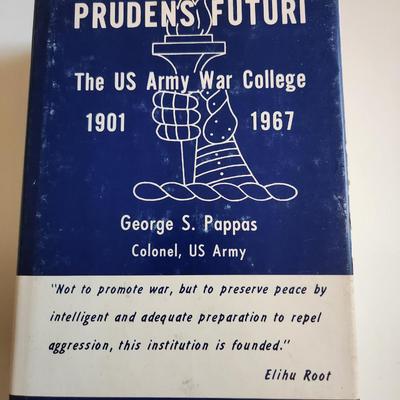 PRUDENS FUTURI
The US Army War College
1901 1967
George S. Pappas
Colonel, US Army
"Not to promote war, but to preserve peace by
intelligent and adequate preparation to repel
aggression, this institution is founded."
Elihu Root